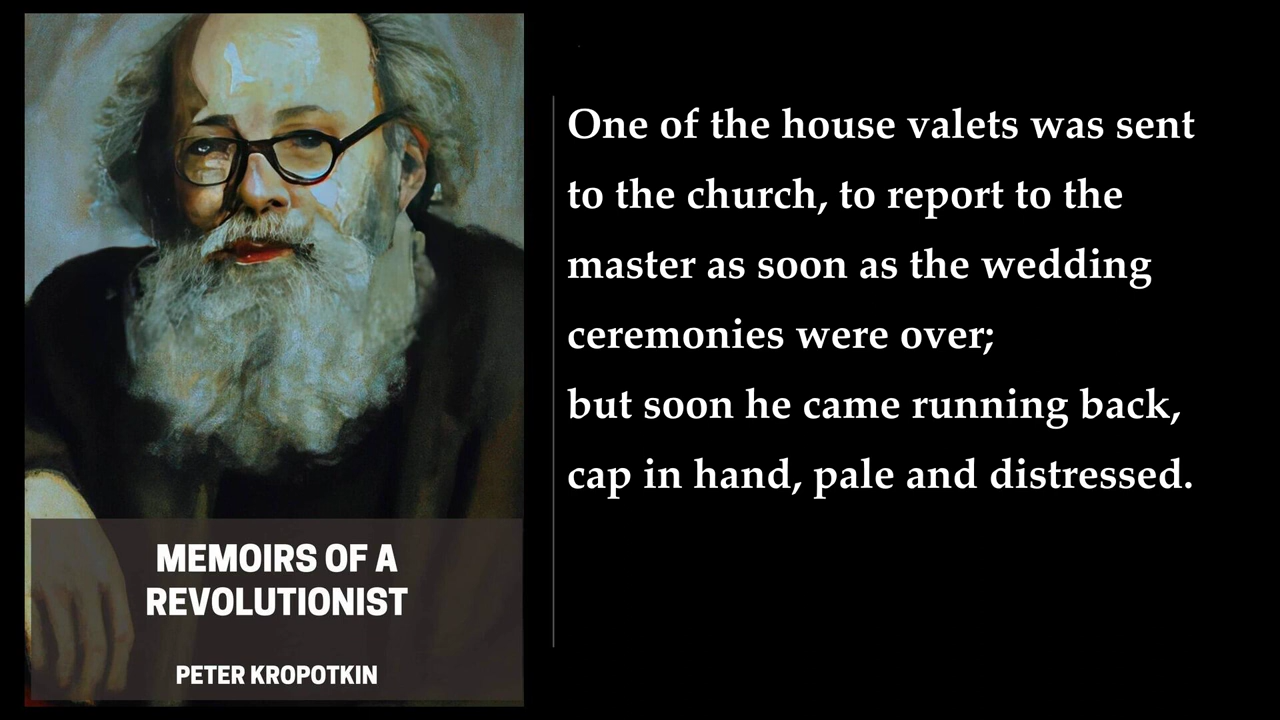 MEMOIRS OF A
REVOLUTIONIST
PETER KROPOTKIN
One of the house valets was sent
to the church, to report to the
master as soon as the wedding
ceremonies were over;
but soon he came running back,
cap in hand, pale and distressed.